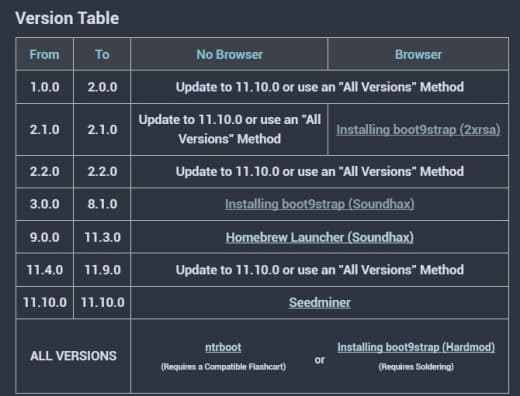 Version Table
From To No Browser Browser
1.0.0 2.0.0 Update to 11.10.0 or use an "All Versions" Method
2.1.0 2.1.0 Update to 11.10.0 or use an "All
Versions" Method Installing boot9strap (2xrsa)
2.2.0 2.2.0 Update to 11.10.0 or use an "All Versions" Method
3.0.0 8.1.0 Installing boot9strap (Soundhax)
9.0.0 11.3.0 Homebrew Launcher (Soundhax)
11.4.0 11.9.0 Update to 11.10.0 or use an "All Versions" Method
11.10.0 11.10.0 Seedminer
ALL VERSIONS ntrboot or Installing boot9strap (Hardmod)
(Requires a Compatible Flashcart) (Requires Soldering)